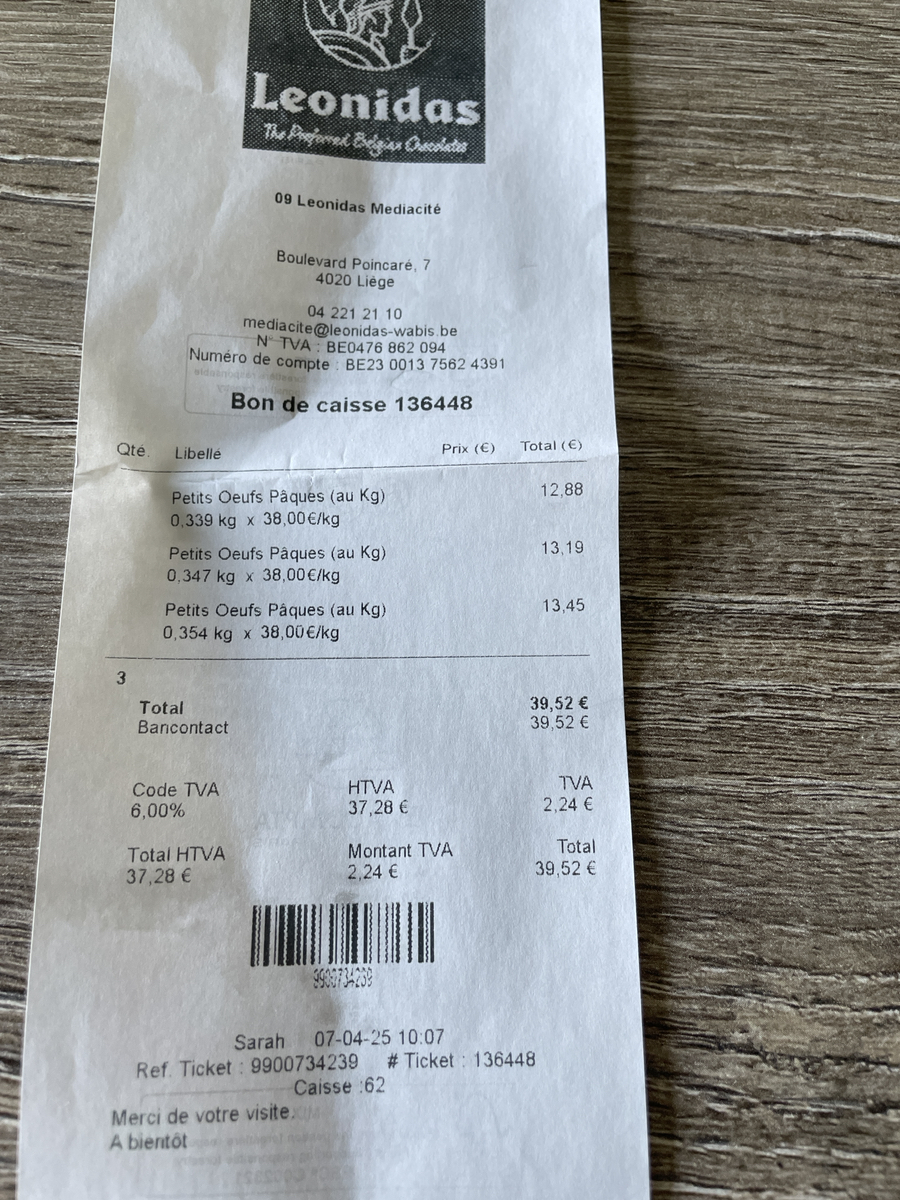 Leonidas
The Preferred Belgian Chocolates
09 Leonidas Mediacité
Boulevard Poincaré, 7
4020 Liège
04 221 21 10
mediacite@leonidas-wabis.be
N° TVA : BE0476 862 094
Numéro de compte : BE23 0013 7562 4391
Bon de caisse 136448
Qté. Libellé Prix (€) Total (€)
Petits Oeufs Pâques (au Kg) 12,88
0,339 kg x 38,00€/kg
Petits Oeufs Pâques (au Kg) 13,19
0,347 kg x 38,00€/kg
Petits Oeufs Pâques (au Kg) 13,45
0,354 kg x 38,00€/kg
3
Total 39,52 €
Bancontact 39,52 €
Code TVA HTVA TVA
6,00% 37,28 € 2,24 €
Total HTVA Montant TVA Total
37,28 € 2,24 € 39,52 €
9900734239
Sarah 07-04-25 10:07
Ref. Ticket : 9900734239 # Ticket : 136448
Caisse :62
Merci de votre visite.
A bientôt